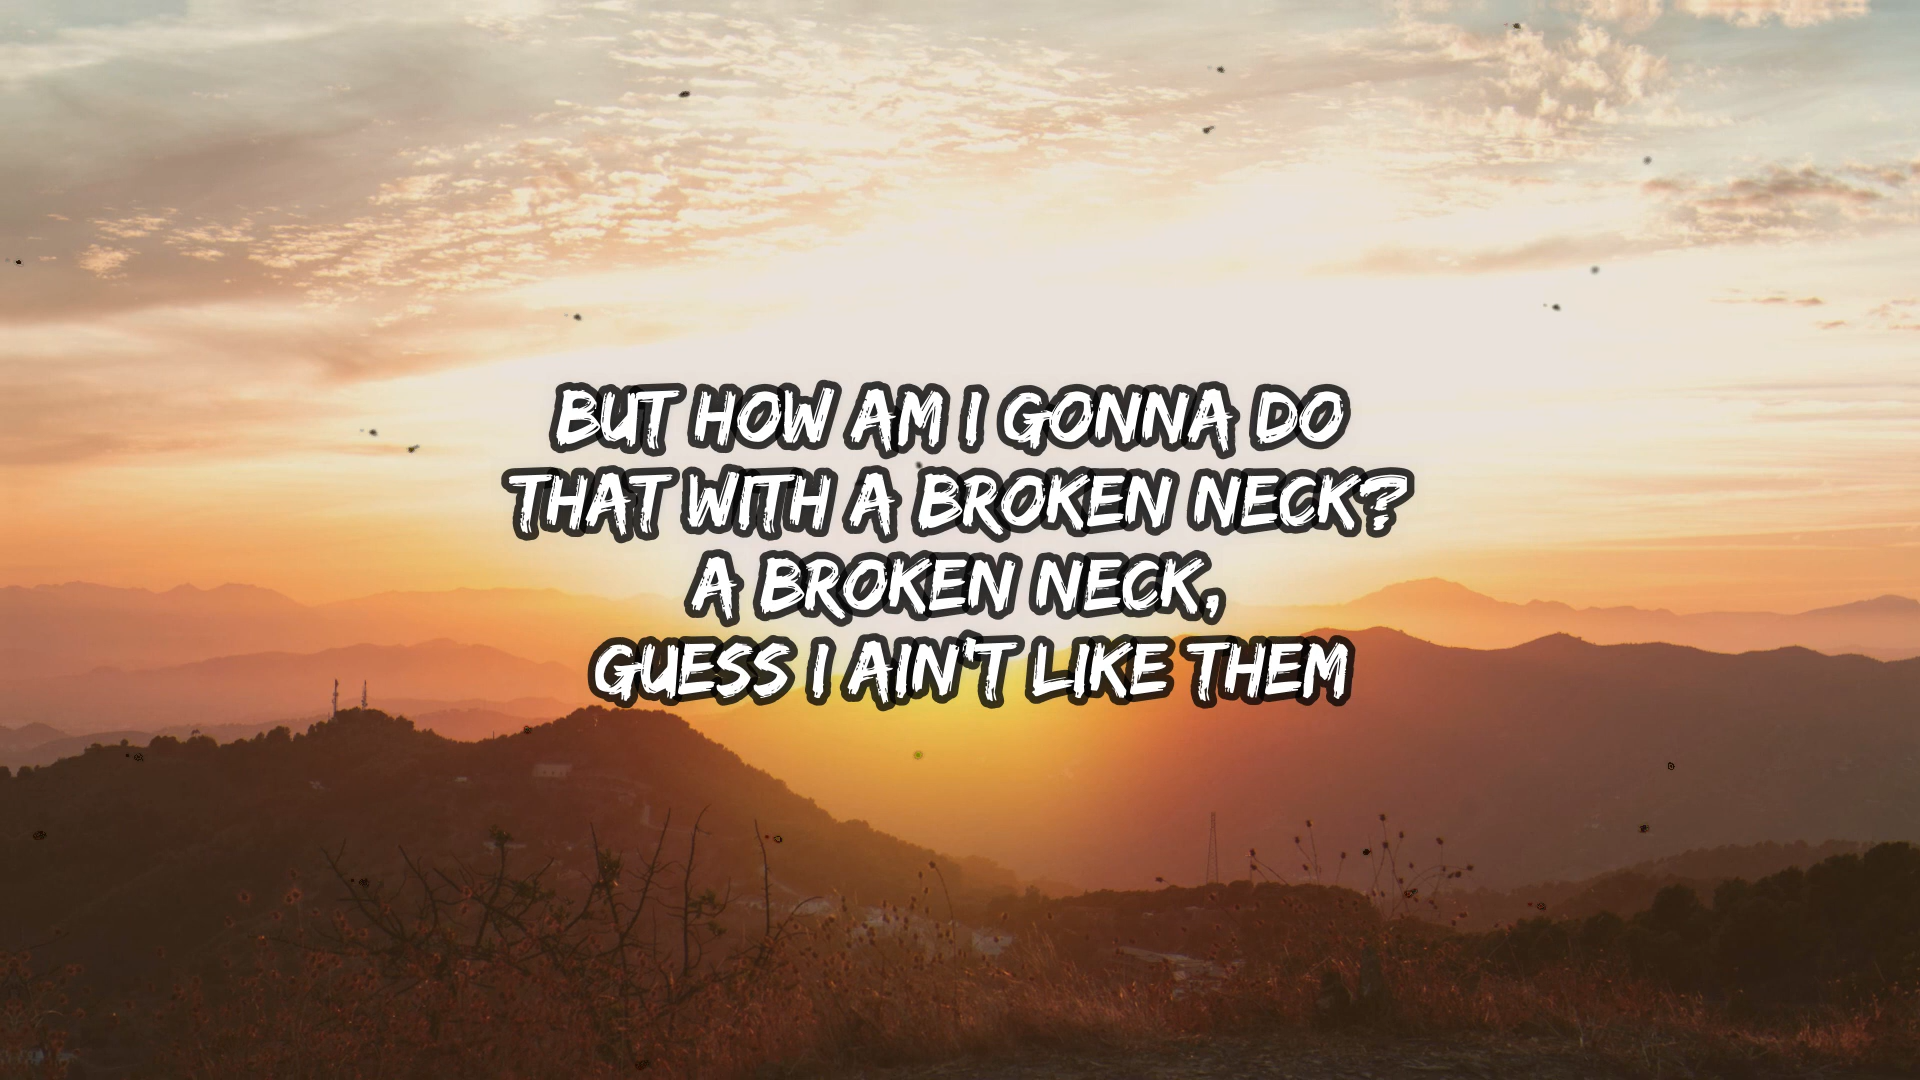 BUT HOW AM I GONNA DO
THAT WITH A BROKEN NECK?
A BROKEN NECK,
GUESS I AIN'T LIKE THEM